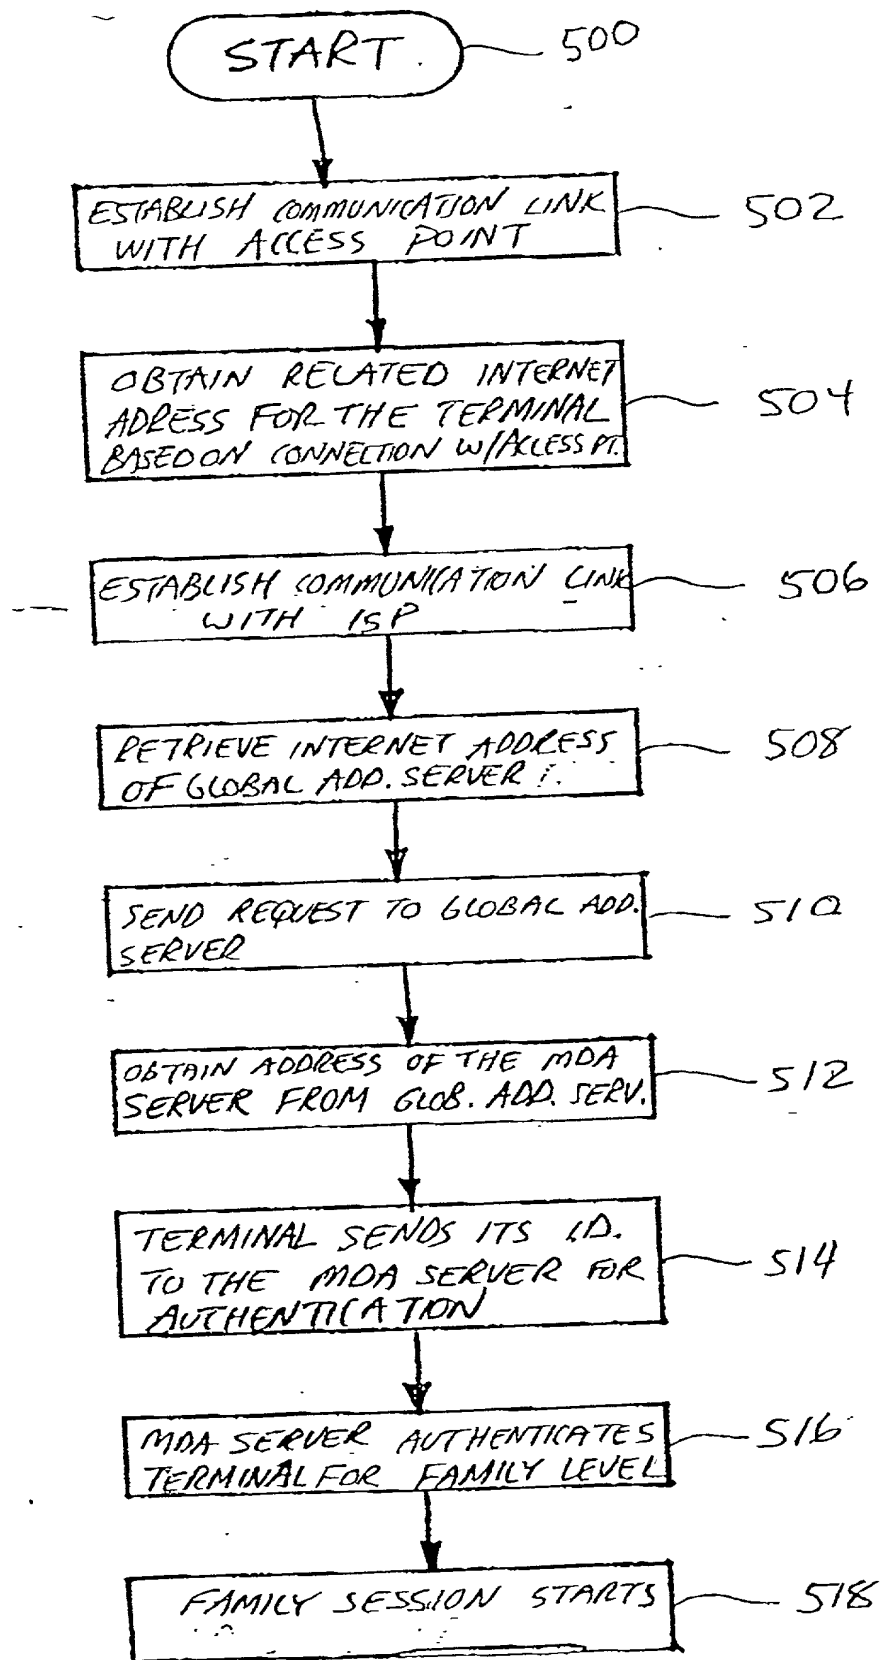 START.
500
ESTABLISH COMMUNICATION LINK
WITH ACCESS POINT
502
OBTAIN RELATED INTERNET
ADRESS FOR THE TERMINAL
BASED ON CONNECTION W/ACCESS PT.
504
ESTABLISH COMMUNICATION LINK
WITH ISP
506
RETRIEVE INTERNET ADDRESS
OF GLOBAL ADD. SERVER
508
SEND REQUEST TO GLOBAL ADD.
SERVER
510
OBTAIN ADDRESS OF THE MDA
SERVER FROM GLOB. ADD. SERV.
512
TERMINAL SENDS ITS I.D.
TO THE MDA SERVER FOR
AUTHENTICATION
514
MDA SERVER AUTHENTICATES
TERMINAL FOR FAMILY LEVEL
516
FAMILY SESSION STARTS
518